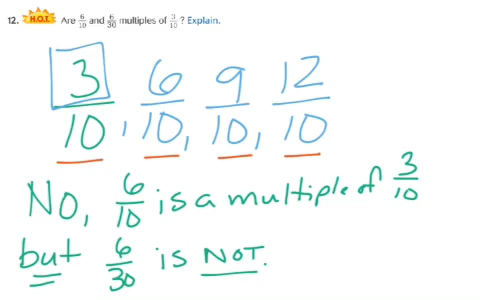 12. H.O.T. Are 6/10 and 6/30 multiples of 3/10? Explain.
3/10, 6/10, 9/10, 12/10
No, 6/10 is a multiple of 3/10
but 6/30 is NOT.